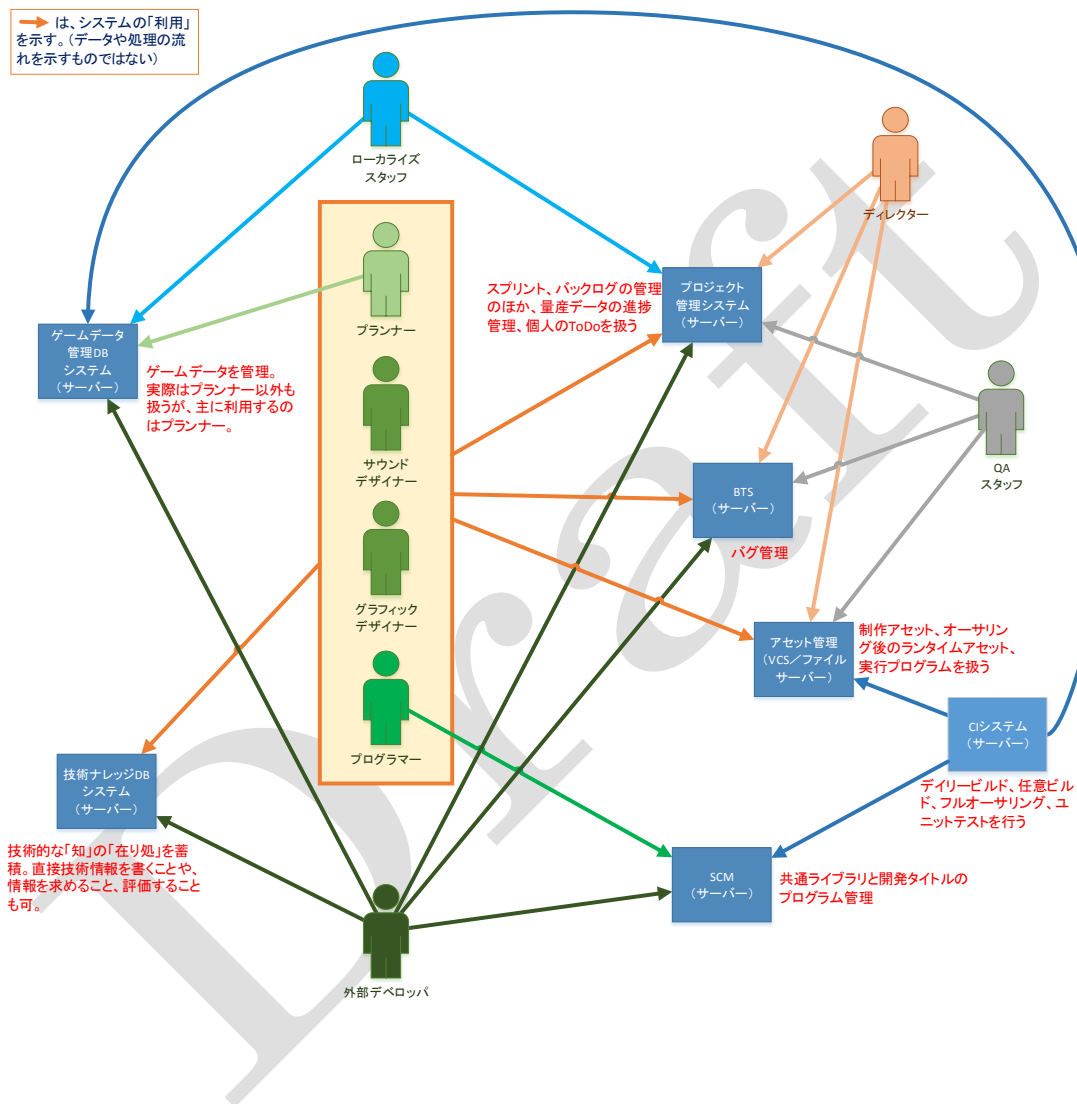 は、システムの「利用」
を示す。（データや処理の流
れを示すものではない）
ローカライズ
スタッフ
ディレクター
プランナー
スプリント、バックログの管理
のほか、量産データの進捗
管理、個人のToDoを扱う
プロジェクト
管理システム
（サーバー）
ゲームデータ
管理DB
システム
（サーバー）
ゲームデータを管理。
実際はプランナー以外も
扱うが、主に利用するの
はプランナー。
サウンド
デザイナー
QA
スタッフ
BTS
（サーバー）
バグ管理
グラフィック
デザイナー
アセット管理
（VCS／ファイル
サーバー）
制作アセット、オーサリン
グ後のランタイムアセット、
実行プログラムを扱う
CIシステム
（サーバー）
プログラマー
技術ナレッジDB
システム
（サーバー）
デイリービルド、任意ビル
ド、フルオーサリング、ユ
ニットテストを行う
技術的な「知」の「在り処」を蓄
積。直接技術情報を書くことや、
情報を求めること、評価すること
も可。
SCM
（サーバー）
共通ライブラリと開発タイトルの
プログラム管理
外部デベロッパ
Draft